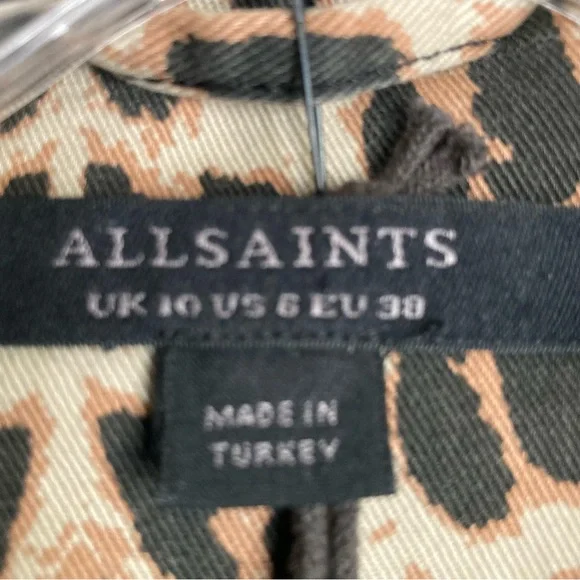 ALLSAINTS
UK 10 US 6 EU 38
MADE IN
TURKEY